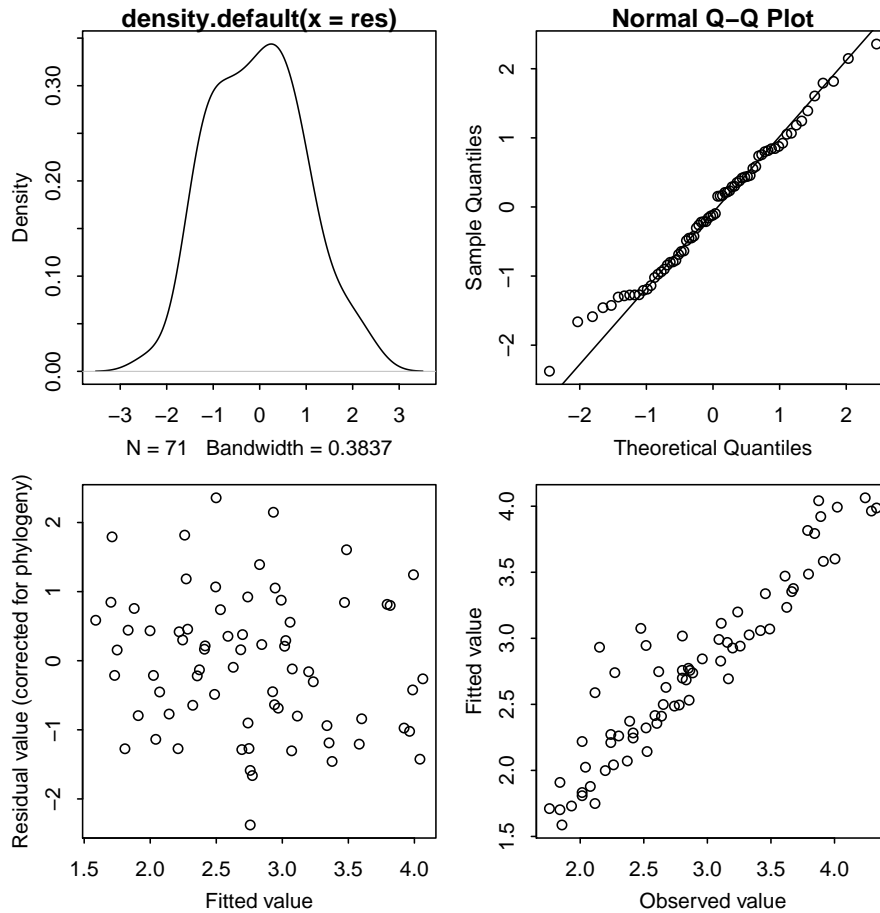 density.default(x = res)
Density
0.00
0.10
0.20
0.30
−3 −2 −1 0 1 2 3
N = 71 Bandwidth = 0.3837
Normal Q−Q Plot
Sample Quantiles
−2
−1
0
1
2
−2 −1 0 1 2
Theoretical Quantiles
Residual value (corrected for phylogeny)
−2
−1
0
1
2
1.5 2.0 2.5 3.0 3.5 4.0
Fitted value
Fitted value
1.5
2.0
2.5
3.0
3.5
4.0
2.0 2.5 3.0 3.5 4.0
Observed value